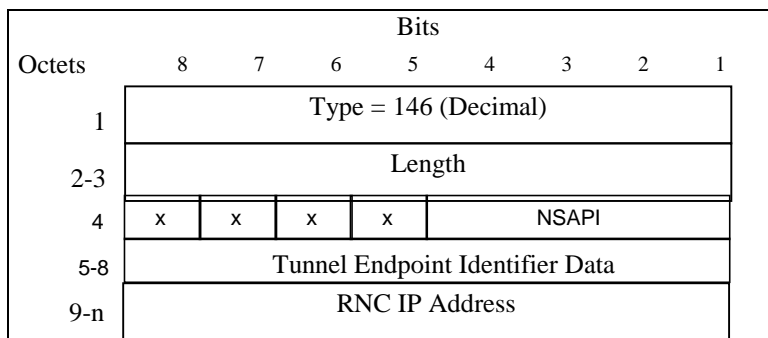 Bits
Octets 8 7 6 5 4 3 2 1
1 Type = 146 (Decimal)
2-3 Length
4 x x x x NSAPI
5-8 Tunnel Endpoint Identifier Data
9-n RNC IP Address